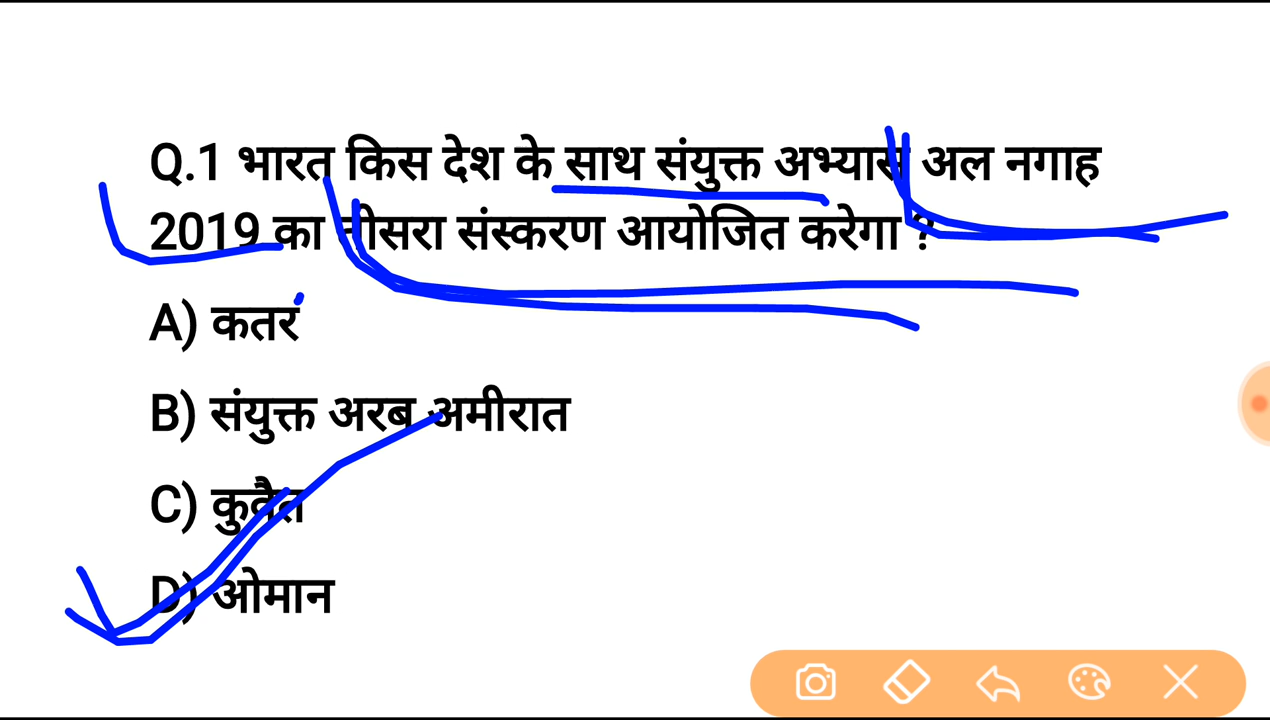 Q.1 भारत किस देश के साथ संयुक्त अभ्यास अल नगाह
2019 का तीसरा संस्करण आयोजित करेगा ?
A) कतर
B) संयुक्त अरब अमीरात
C) कुवैत
D) ओमान